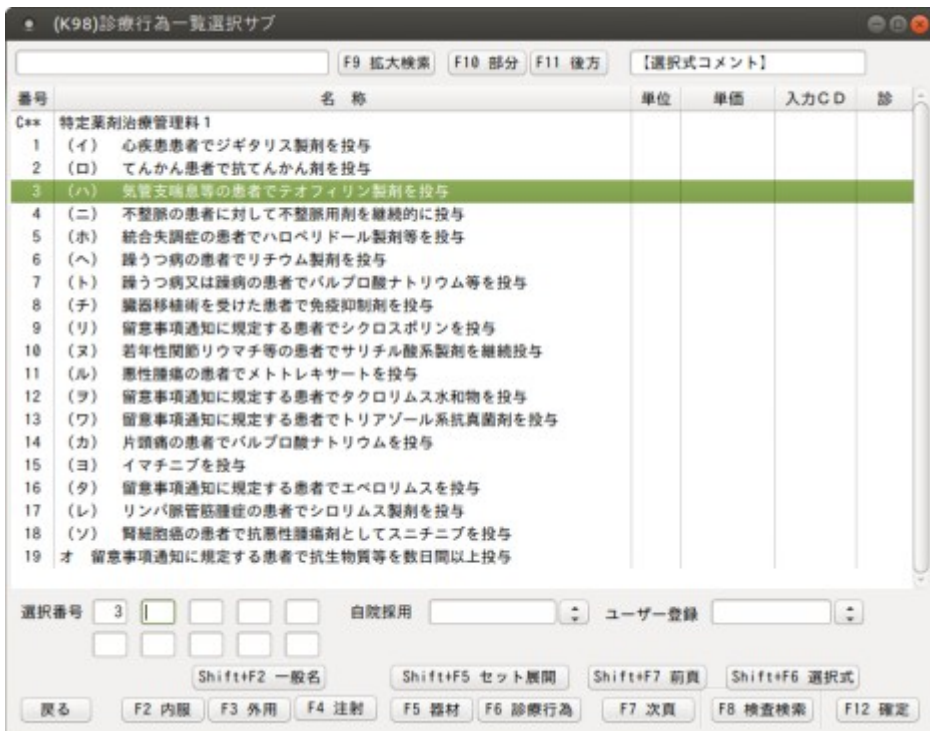 (K98)診療行為一覧選択サブ
F9 拡大検索 F10 部分 F11 後方 【選択式コメント】
番号 名 称 単位 単価 入力CD 診
C** 特定薬剤治療管理料1
1 (イ) 心疾患患者でジギタリス製剤を投与
2 (ロ) てんかん患者で抗てんかん剤を投与
3 (ハ) 気管支喘息等の患者でテオフィリン製剤を投与
4 (ニ) 不整脈の患者に対して不整脈用剤を継続的に投与
5 (ホ) 統合失調症の患者でハロペリドール製剤等を投与
6 (ヘ) 躁うつ病の患者でリチウム製剤を投与
7 (ト) 躁うつ病又は躁病の患者でバルプロ酸ナトリウム等を投与
8 (チ) 臓器移植術を受けた患者で免疫抑制剤を投与
9 (リ) 留意事項通知に規定する患者でシクロスポリンを投与
10 (ヌ) 若年性関節リウマチ等の患者でサリチル酸系製剤を継続投与
11 (ル) 悪性腫瘍の患者でメトトレキサートを投与
12 (ヲ) 留意事項通知に規定する患者でタクロリムス水和物を投与
13 (ワ) 留意事項通知に規定する患者でトリアゾール系抗真菌剤を投与
14 (カ) 片頭痛の患者でバルプロ酸ナトリウムを投与
15 (ヨ) イマチニブを投与
16 (タ) 留意事項通知に規定する患者でエベロリムスを投与
17 (レ) リンパ脈管筋腫症の患者でシロリムス製剤を投与
18 (ソ) 腎細胞癌の患者で抗悪性腫瘍剤としてスニチニブを投与
19 オ 留意事項通知に規定する患者で抗生物質等を数日間以上投与
選択番号 3 自院採用 ユーザー登録
Shift+F2 一般名 Shift+F5 セット展開 Shift+F7 前頁 Shift+F6 選択式
戻る F2 内服 F3 外用 F4 注射 F5 器材 F6 診療行為 F7 次頁 F8 検査検索 F12 確定